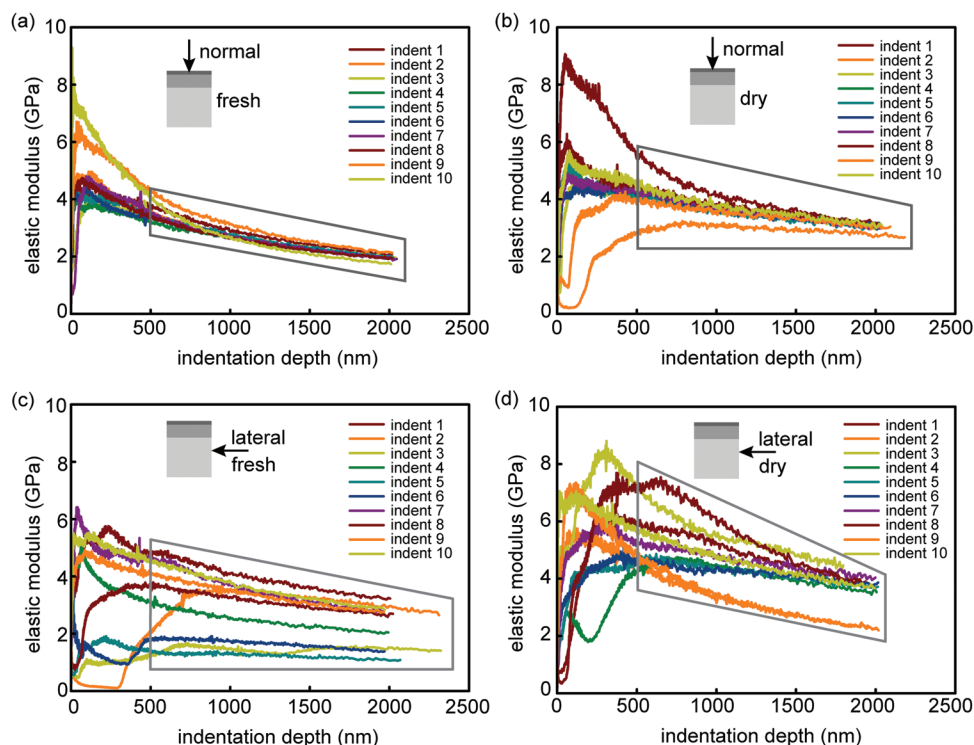 (a)
elastic modulus (GPa)
10
8
6
4
2
0
0 500 1000 1500 2000 2500
indentation depth (nm)
normal
fresh
indent 1
indent 2
indent 3
indent 4
indent 5
indent 6
indent 7
indent 8
indent 9
indent 10
(b)
elastic modulus (GPa)
10
8
6
4
2
0
0 500 1000 1500 2000 2500
indentation depth (nm)
normal
dry
indent 1
indent 2
indent 3
indent 4
indent 5
indent 6
indent 7
indent 8
indent 9
indent 10
(c)
elastic modulus (GPa)
10
8
6
4
2
0
0 500 1000 1500 2000 2500
indentation depth (nm)
lateral
fresh
indent 1
indent 2
indent 3
indent 4
indent 5
indent 6
indent 7
indent 8
indent 9
indent 10
(d)
elastic modulus (GPa)
10
8
6
4
2
0
0 500 1000 1500 2000 2500
indentation depth (nm)
lateral
dry
indent 1
indent 2
indent 3
indent 4
indent 5
indent 6
indent 7
indent 8
indent 9
indent 10